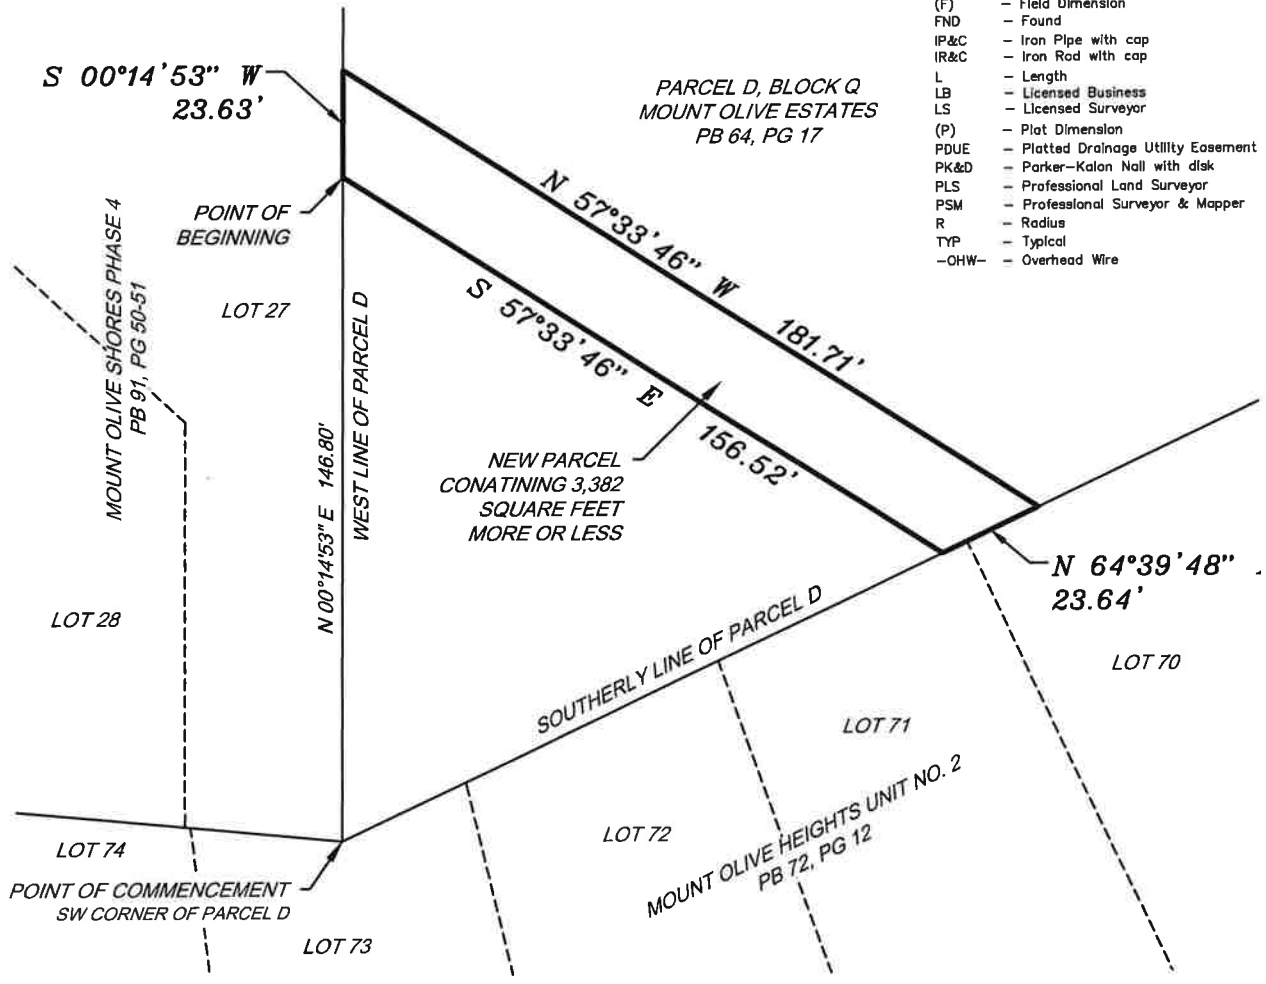 (F) – Field Dimension
FND – Found
IP&C – Iron Pipe with cap
IR&C – Iron Rod with cap
L – Length
LB – Licensed Business
LS – Licensed Surveyor
(P) – Plat Dimension
PDUE – Platted Drainage Utility Easement
PK&D – Parker–Kalon Nail with disk
PLS – Professional Land Surveyor
PSM – Professional Surveyor & Mapper
R – Radius
TYP – Typical
–OHW– – Overhead Wire
S 00°14'53" W
23.63'
PARCEL D, BLOCK Q
MOUNT OLIVE ESTATES
PB 64, PG 17
N 57°33'46" W 181.71'
POINT OF
BEGINNING
MOUNT OLIVE SHORES PHASE 4
PB 91, PG 50-51
LOT 27
N 00°14'53" E 146.80'
WEST LINE OF PARCEL D
S 57°33'46" E 156.52'
NEW PARCEL
CONATINING 3,382
SQUARE FEET
MORE OR LESS
N 64°39'48"
23.64'
LOT 28
SOUTHERLY LINE OF PARCEL D
LOT 70
LOT 71
LOT 72
MOUNT OLIVE HEIGHTS UNIT NO. 2
PB 72, PG 12
LOT 74
POINT OF COMMENCEMENT
SW CORNER OF PARCEL D
LOT 73